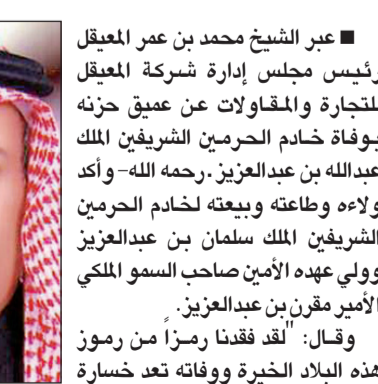 ■ عبر الشيخ محمد بن عمر المعيقل
رئيس مجلس إدارة شركة المعيقل
للتجارة والمقاولات عن عميق حزنه
بوفاة خادم الحرمين الشريفين الملك
عبدالله بن عبدالعزيز .رحمه الله- وأكد
ولاءه وطاعته وبيعته لخادم الحرمين
الشريفين الملك سلمان بن عبدالعزيز
وولي عهده الأمين صاحب السمو الملكي
الأمير مقرن بن عبدالعزيز.
وقال: "لقد فقدنا رمزاً من رموز
هذه البلاد الخيرة ووفاته تعد خسارة